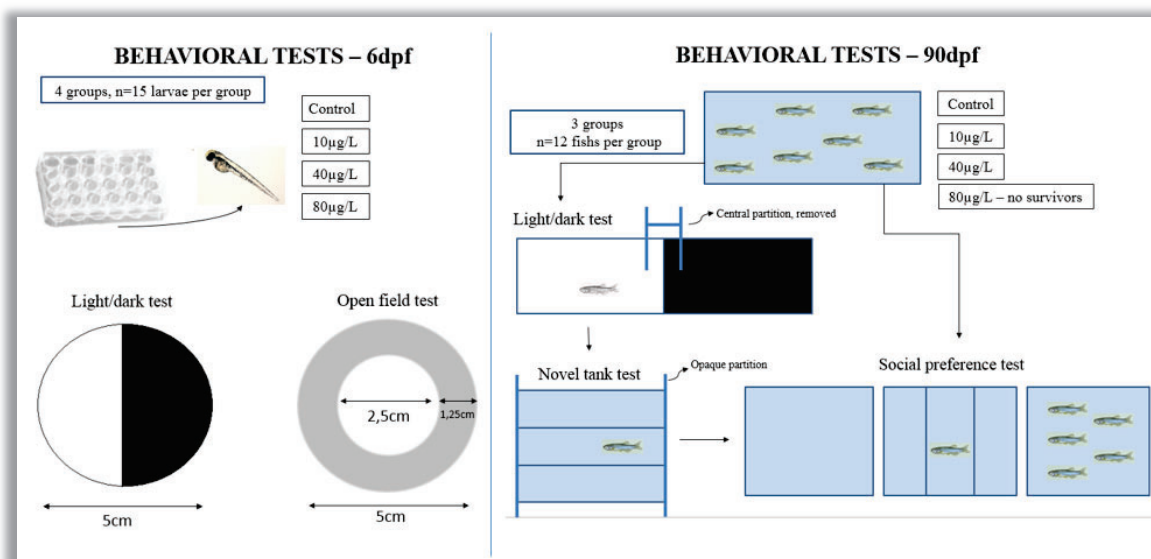 BEHAVIORAL TESTS – 6dpf
4 groups, n=15 larvae per group
Control
10µg/L
40µg/L
80µg/L
Light/dark test
5cm
Open field test
2,5cm
1,25cm
5cm
BEHAVIORAL TESTS – 90dpf
3 groups
n=12 fishs per group
Control
10µg/L
40µg/L
80µg/L – no survivors
Light/dark test
Central partition, removed
Novel tank test
Opaque partition
Social preference test